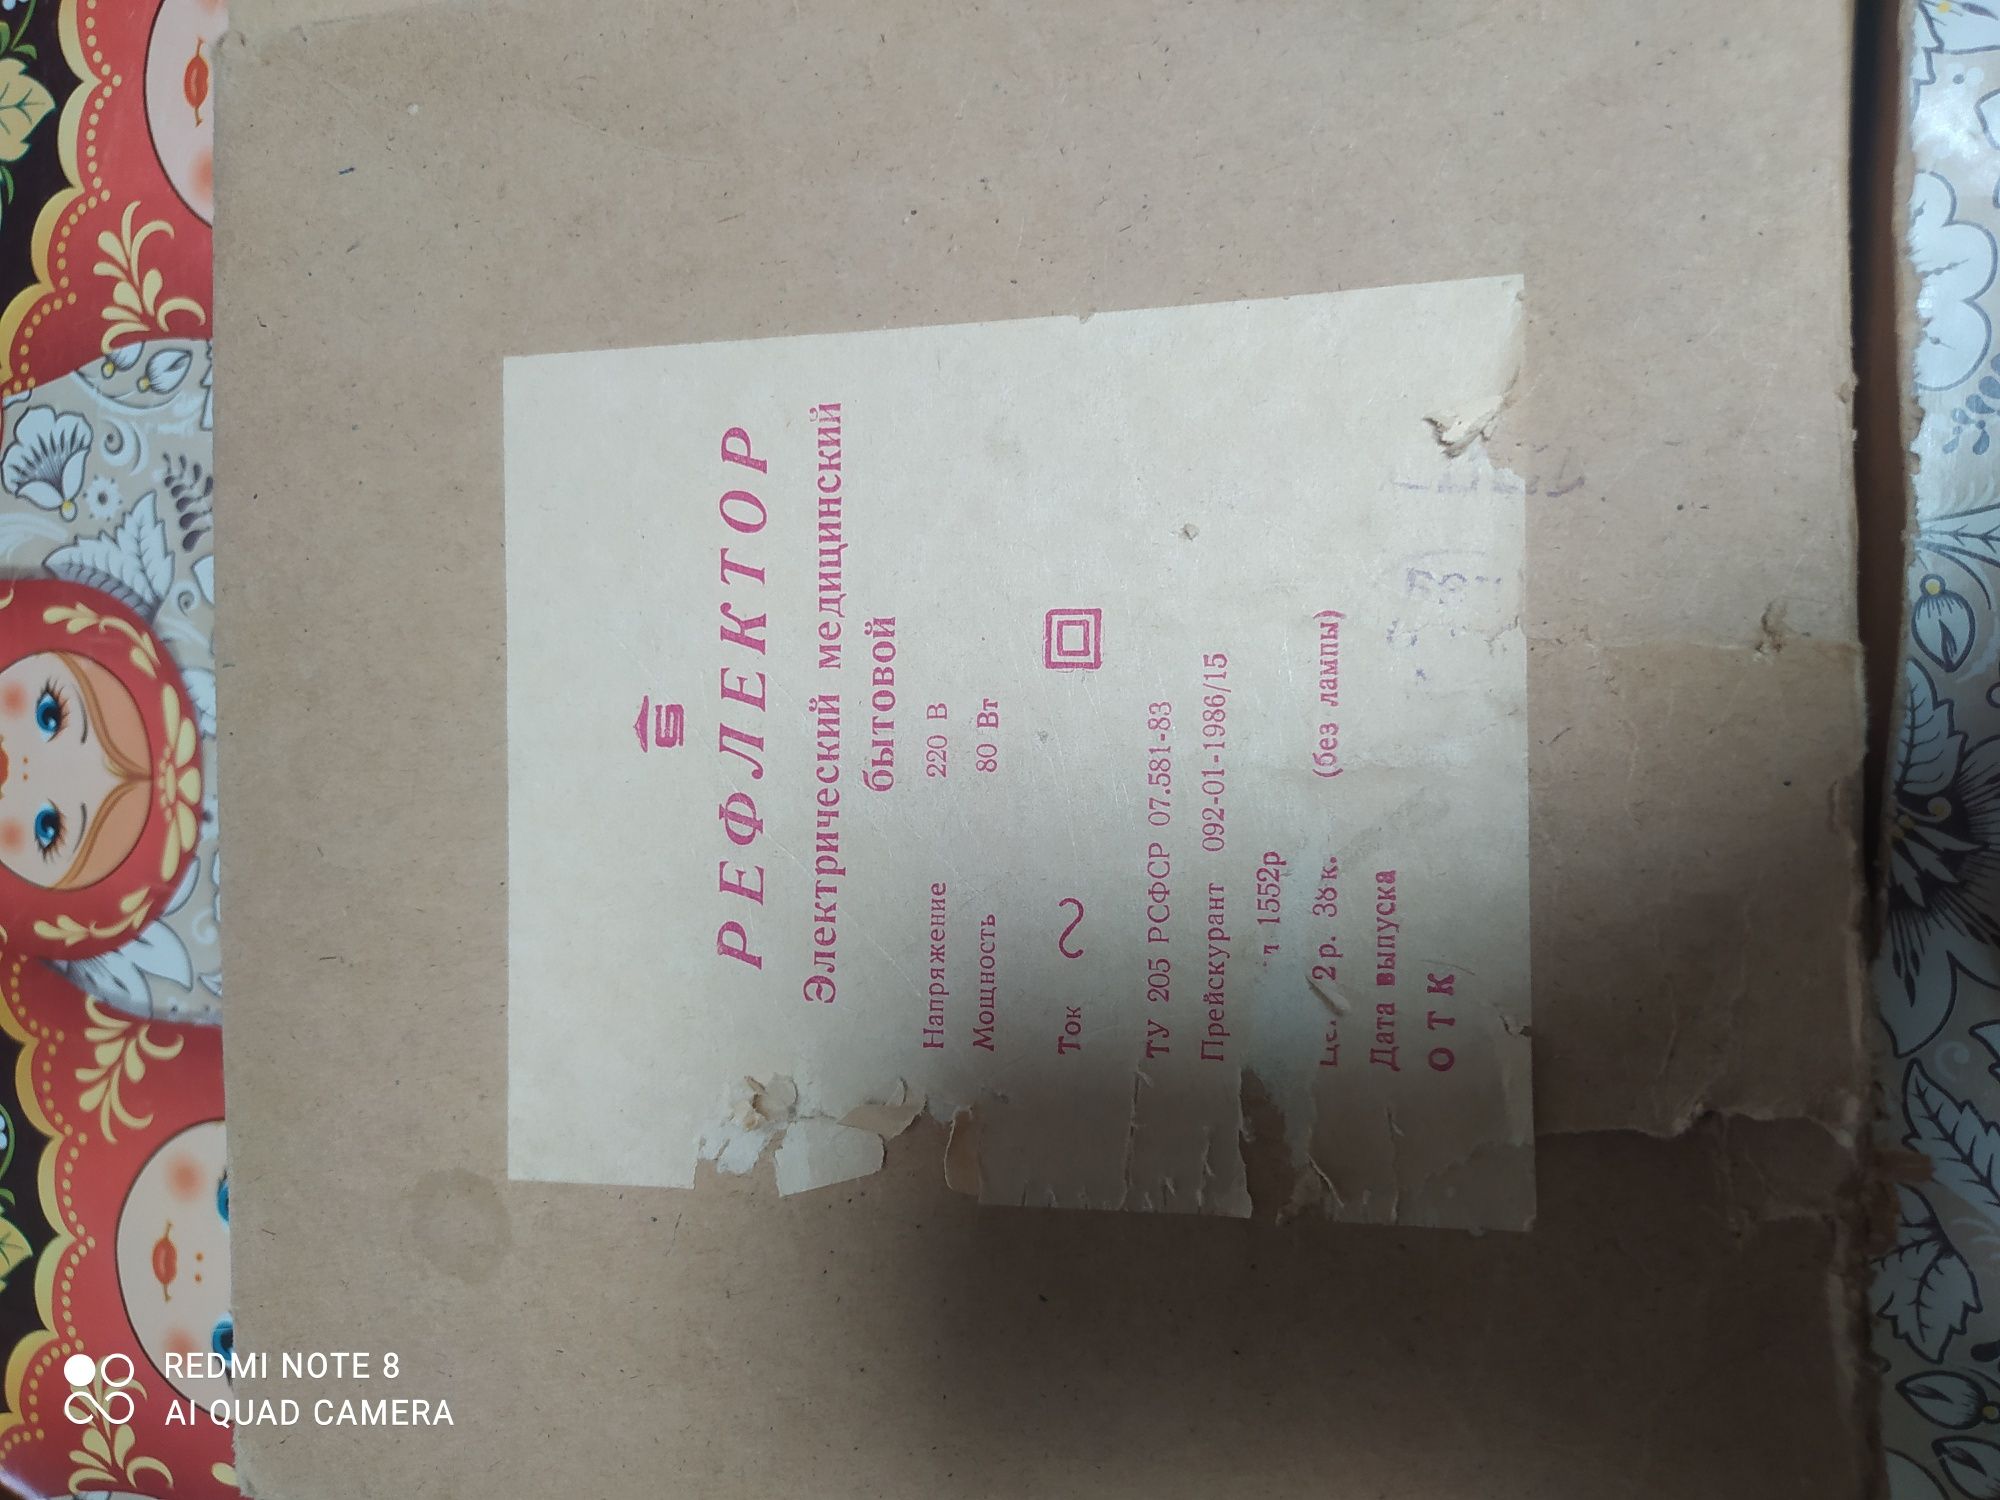 РЕФЛЕКТОР
Электрический медицинский
бытовой
Напряжение 220 В
Мощность 80 Вт
Ток ~
ТУ 205 РСФСР 07.581-83
Прейскурант 092-01-1986/15
1552р
2 р. 38 к. (без лампы)
Дата выпуска
ОТК
REDMI NOTE 8
AI QUAD CAMERA